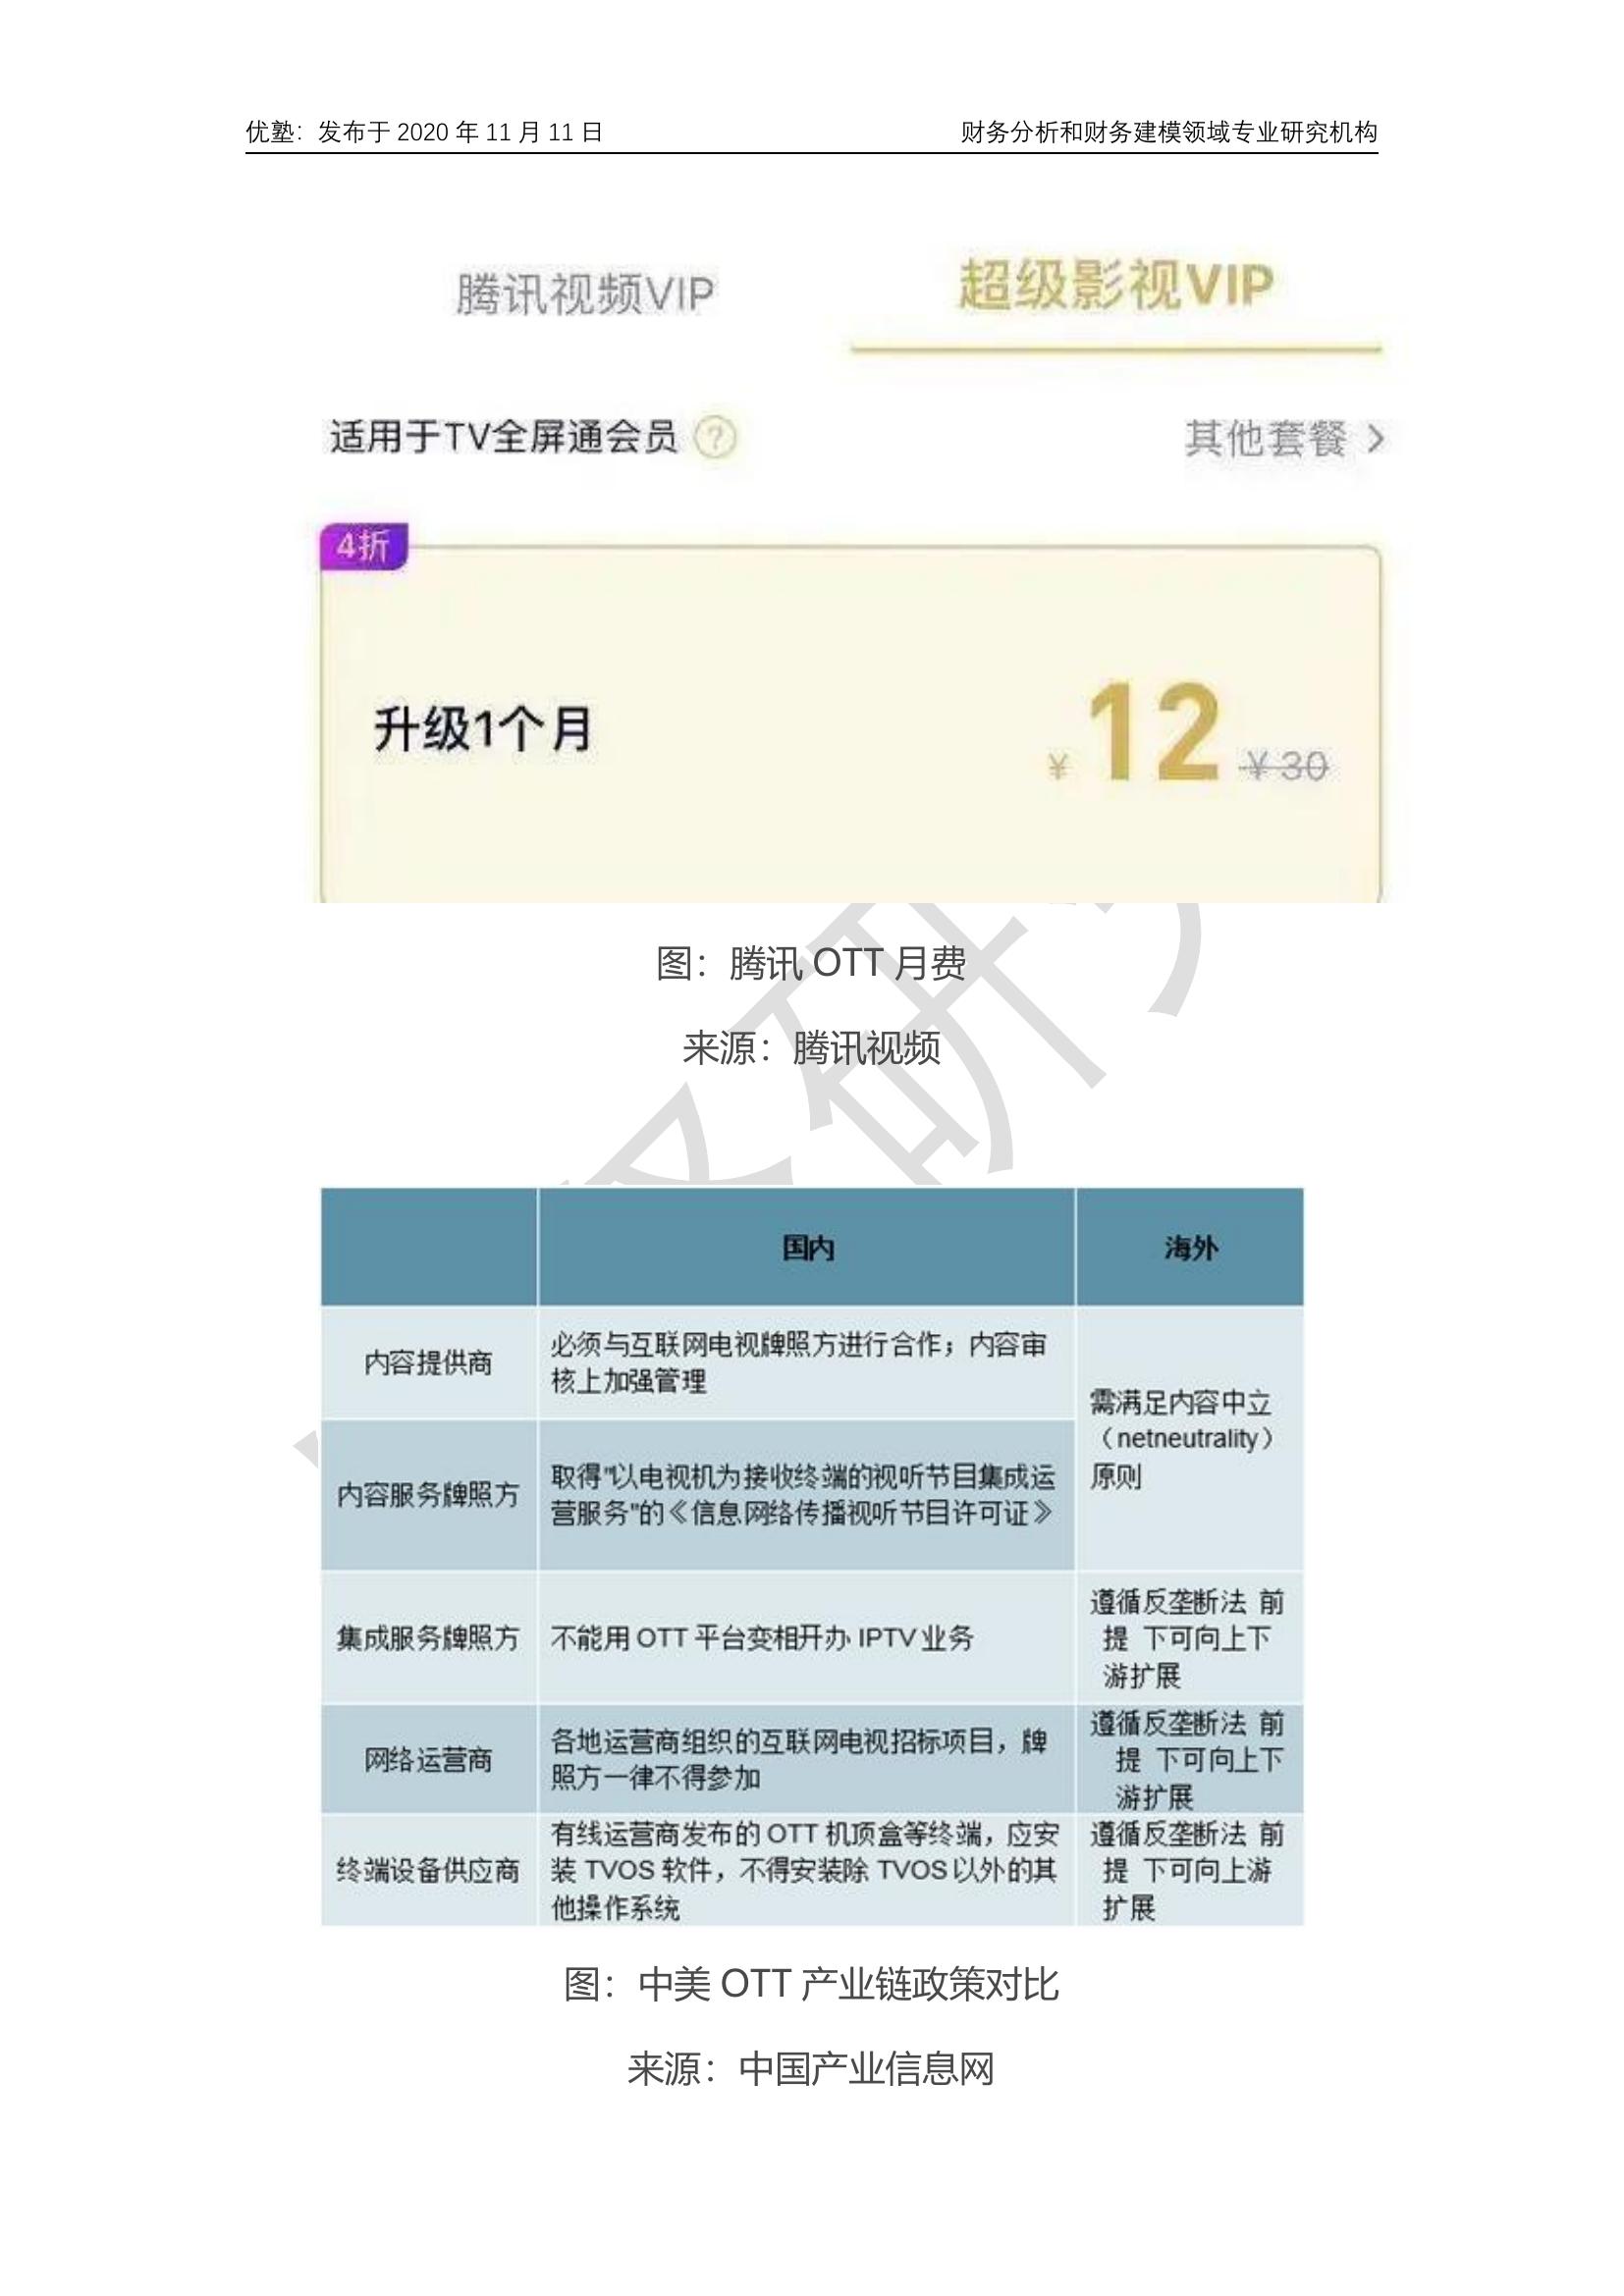 优塾：发布于 2020 年 11 月 11 日
财务分析和财务建模领域专业研究机构
腾讯视频VIP
超级影视VIP
适用于TV全屏通会员 ?
其他套餐 >
4折
升级1个月
¥ 12 ¥30
图：腾讯 OTT 月费
来源：腾讯视频
国内
海外
内容提供商
必须与互联网电视牌照方进行合作；内容审
核上加强管理
需满足内容中立
（netneutrality）
原则
内容服务牌照方
取得"以电视机为接收终端的视听节目集成运
营服务"的《信息网络传播视听节目许可证》
集成服务牌照方
不能用 OTT 平台变相开办 IPTV 业务
遵循反垄断法 前
提 下可向上下
游扩展
网络运营商
各地运营商组织的互联网电视招标项目，牌
照方一律不得参加
遵循反垄断法 前
提 下可向上下
游扩展
终端设备供应商
有线运营商发布的 OTT 机顶盒等终端，应安
装 TVOS 软件，不得安装除 TVOS 以外的其
他操作系统
遵循反垄断法 前
提 下可向上游
扩展
图：中美 OTT 产业链政策对比
来源：中国产业信息网